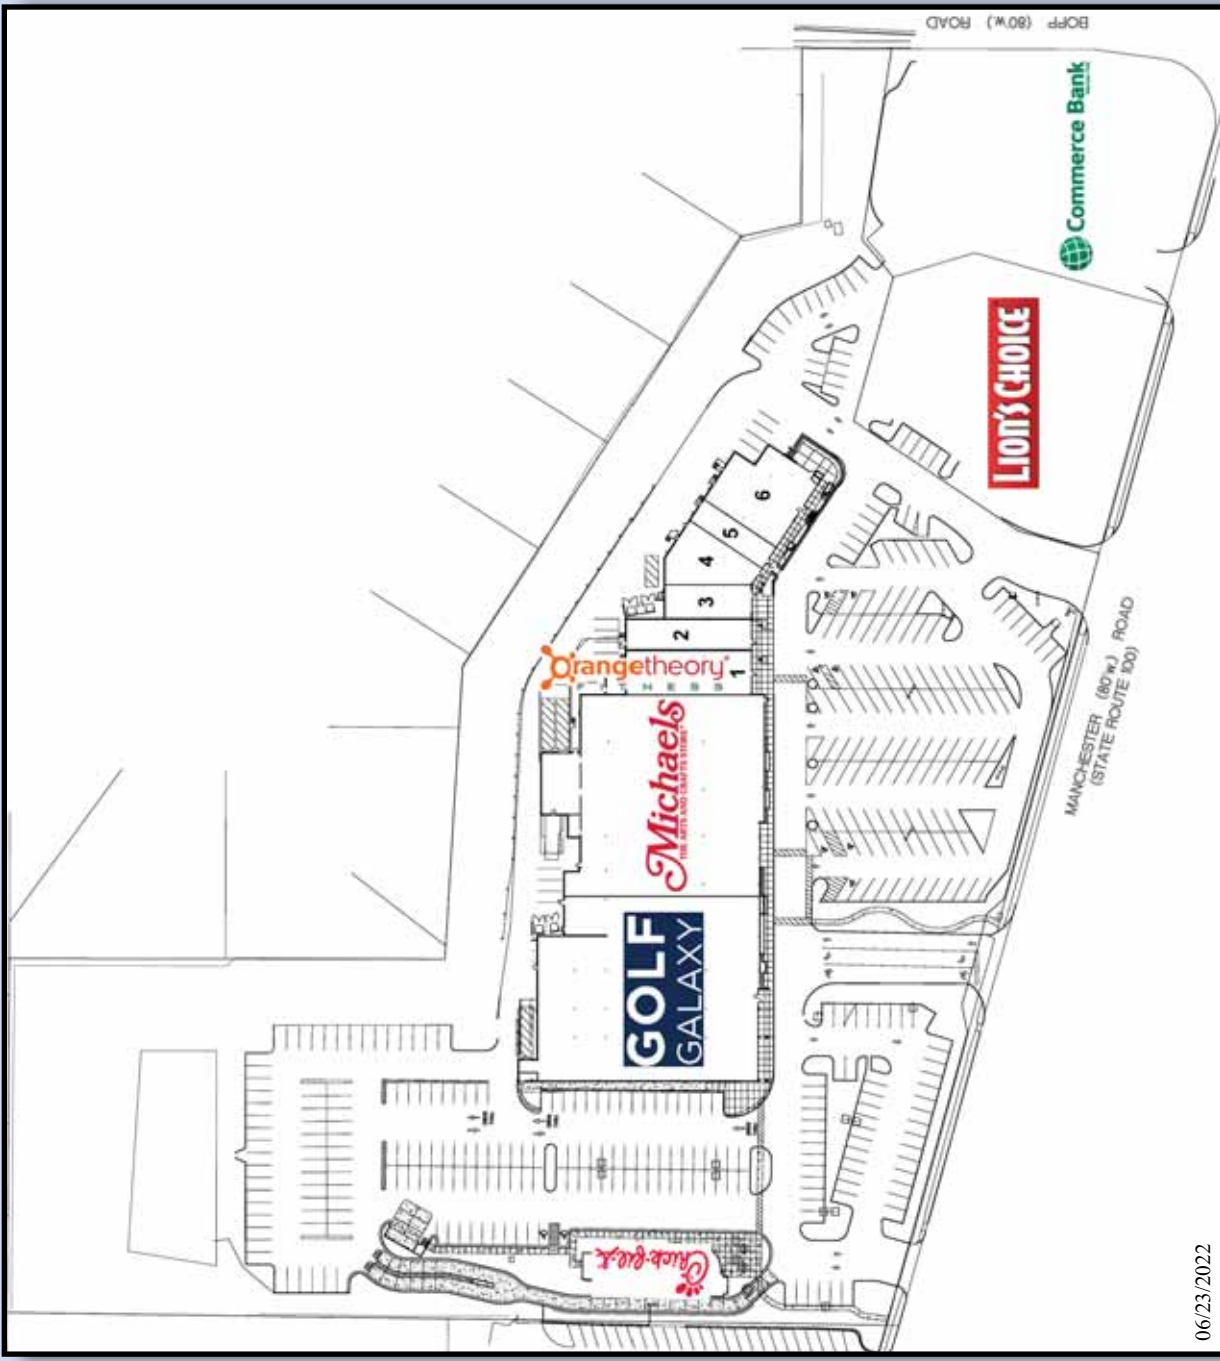 BOPP (80'W.) ROAD
Commerce Bank
LION'S CHOICE
6
5
4
3
2
1
Orangetheory
FITNESS
Michaels
THE ARTS AND CRAFTS STORE
GOLF
GALAXY
Chick-fil-A
MANCHESTER (80'W.) ROAD
(STATE ROUTE 100)
06/23/2022